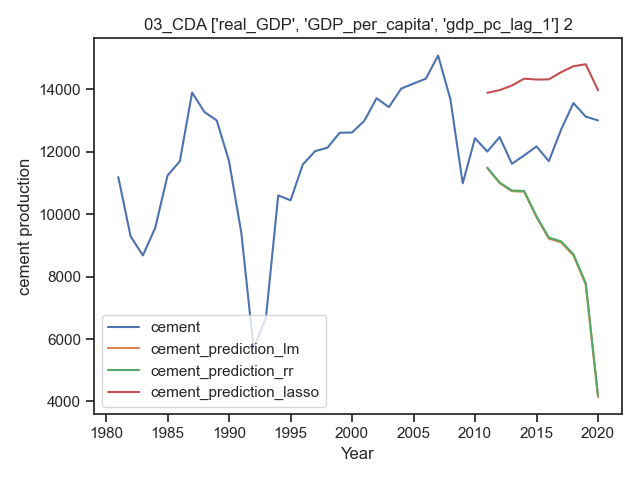 03_CDA ['real_GDP', 'GDP_per_capita', 'gdp_pc_lag_1'] 2
cement production
14000
12000
10000
8000
6000
4000
cement
cement_prediction_lm
cement_prediction_rr
cement_prediction_lasso
1980 1985 1990 1995 2000 2005 2010 2015 2020
Year